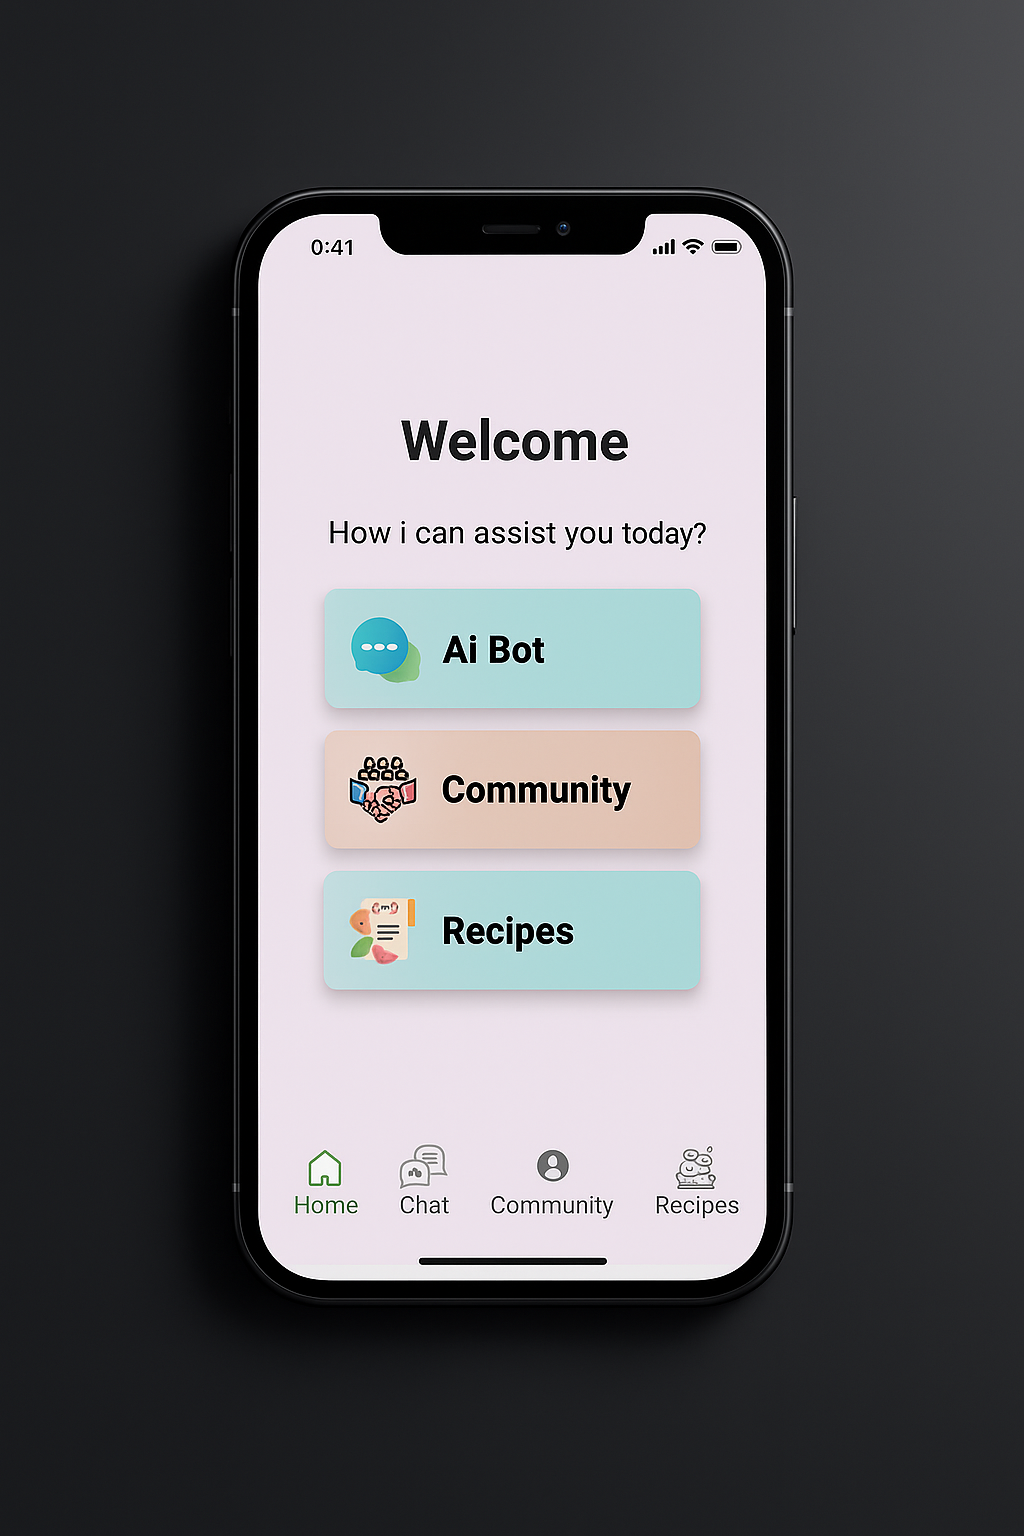 0:41
Welcome
How i can assist you today?
Ai Bot
Community
Recipes
Home
Chat
Community
Recipes